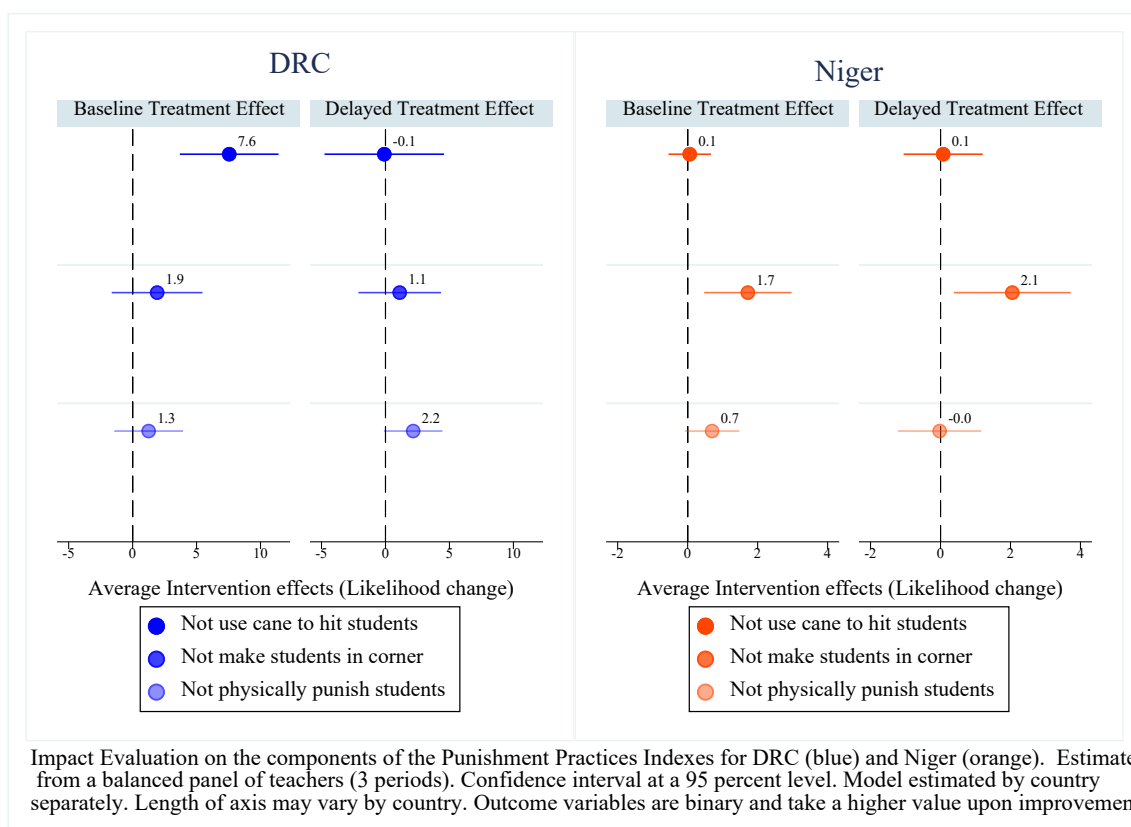 DRC
Niger
Baseline Treatment Effect
Delayed Treatment Effect
Baseline Treatment Effect
Delayed Treatment Effect
7.6
-0.1
0.1
0.1
1.9
1.1
1.7
2.1
1.3
2.2
0.7
-0.0
-5 0 5 10
-5 0 5 10
-2 0 2 4
-2 0 2 4
Average Intervention effects (Likelihood change)
Average Intervention effects (Likelihood change)
Not use cane to hit students
Not make students in corner
Not physically punish students
Not use cane to hit students
Not make students in corner
Not physically punish students
Impact Evaluation on the components of the Punishment Practices Indexes for DRC (blue) and Niger (orange). Estimate
from a balanced panel of teachers (3 periods). Confidence interval at a 95 percent level. Model estimated by country
separately. Length of axis may vary by country. Outcome variables are binary and take a higher value upon improvemen